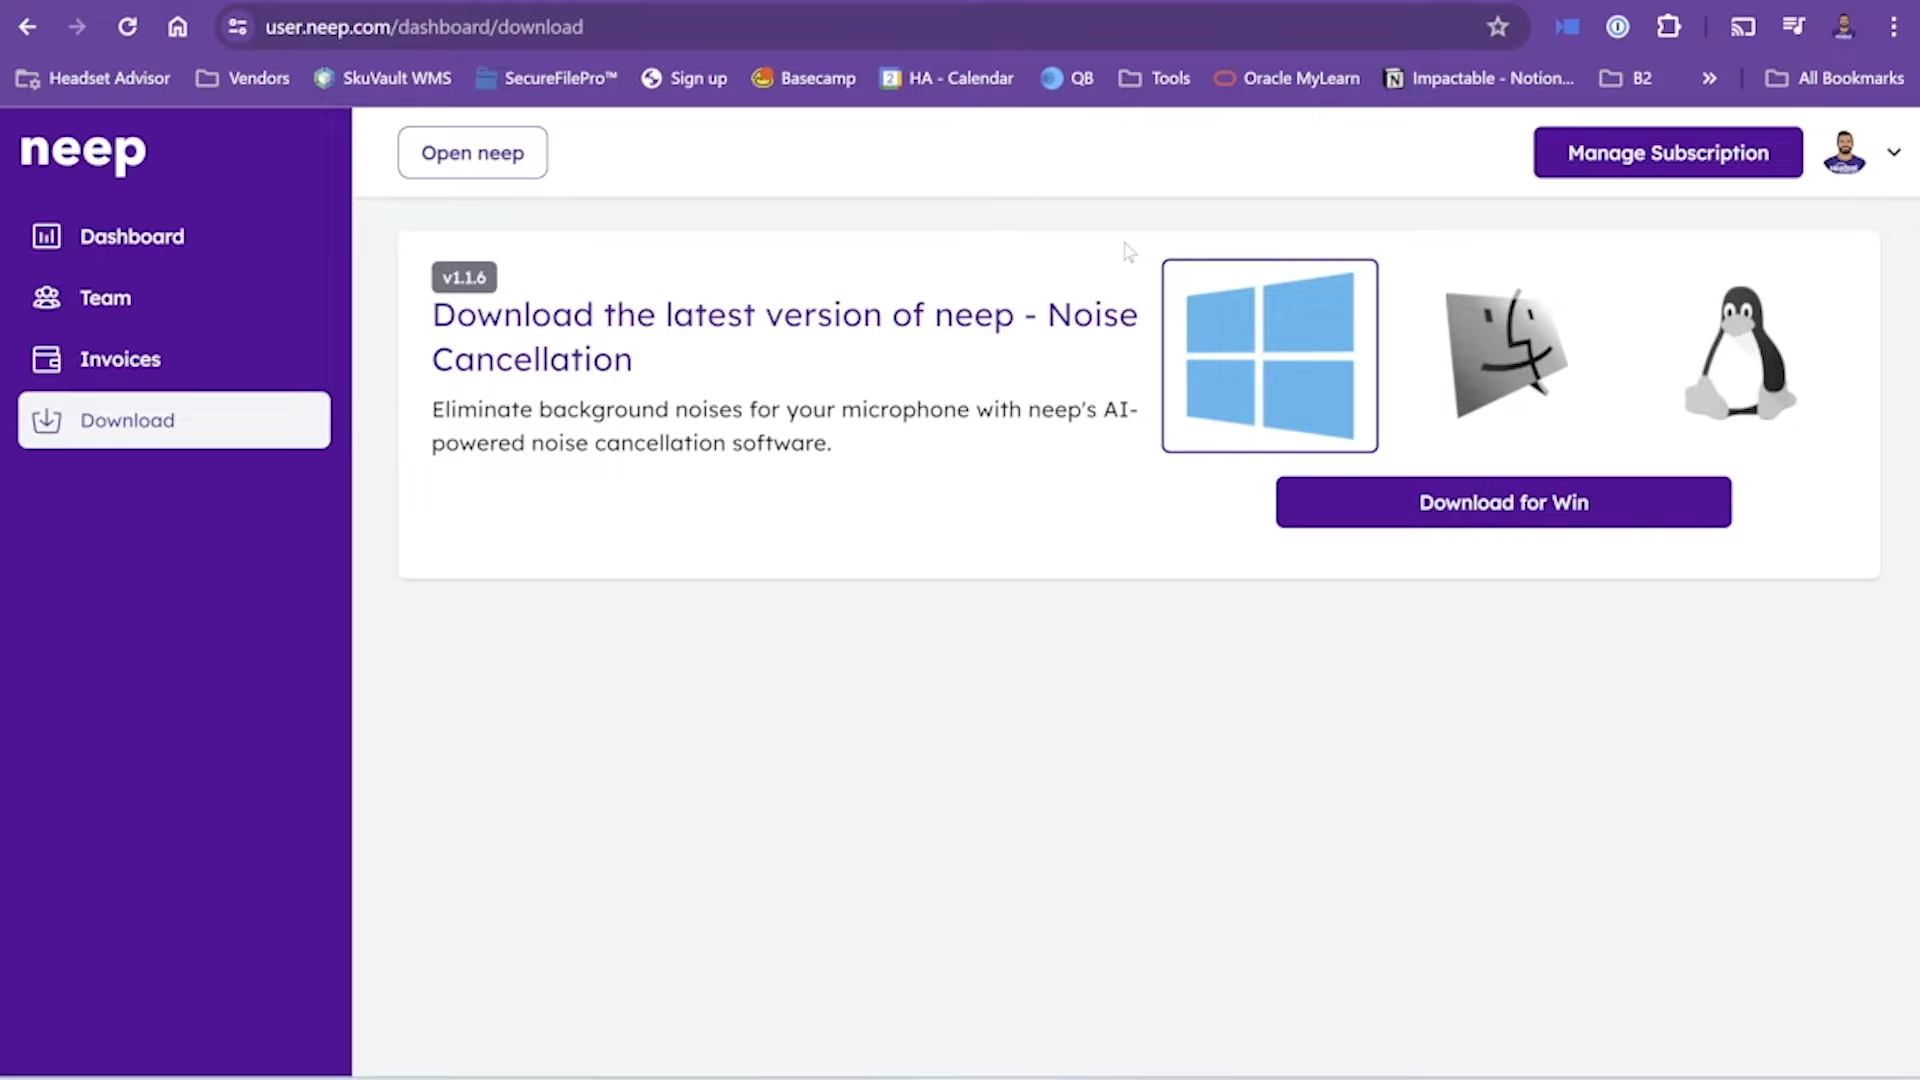 user.neep.com/dashboard/download
Headset Advisor
Vendors
SkuVault WMS
SecureFilePro™
Sign up
Basecamp
2
HA - Calendar
QB
Tools
Oracle MyLearn
Impactable - Notion...
B2
»
All Bookmarks
neep
Open neep
Manage Subscription
Dashboard
Team
Invoices
Download
v1.1.6
Download the latest version of neep - Noise
Cancellation
Eliminate background noises for your microphone with neep's AI-
powered noise cancellation software.
Download for Win